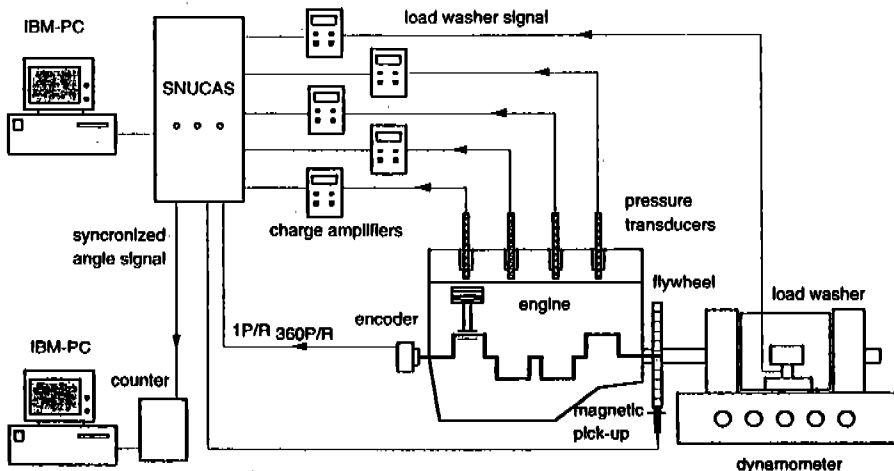 load washer signal
IBM-PC
SNUCAS
pressure
transducers
charge amplifiers
syncronized
angle signal
flywheel
load washer
engine
encoder
1P/R 360P/R
IBM-PC
counter
magnetic
pick-up
dynamometer